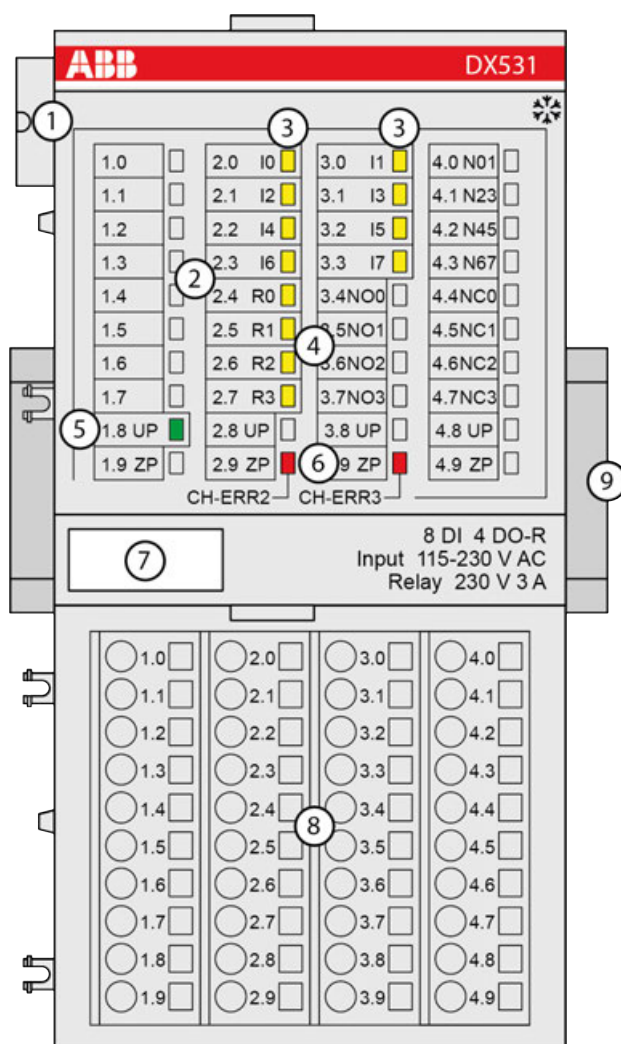 ABB DX531
1 3 3
1.0 2.0 I0 3.0 I1 4.0 N01
1.1 2.1 I2 3.1 I3 4.1 N23
1.2 2.2 I4 3.2 I5 4.2 N45
1.3 2.3 I6 3.3 I7 4.3 N67
2
1.4 2.4 R0 3.4NO0 4.4NC0
1.5 2.5 R1 .5NO1 4.5NC1
4
1.6 2.6 R2 .6NO2 4.6NC2
1.7 2.7 R3 3.7NO3 4.7NC3
5 1.8 UP 2.8 UP 3.8 UP 4.8 UP
1.9 ZP 2.9 ZP 6 .9 ZP 4.9 ZP
9
CH-ERR2 CH-ERR3
7
8 DI 4 DO-R
Input 115-230 V AC
Relay 230 V 3 A
1.0 2.0 3.0 4.0
1.1 2.1 3.1 4.1
1.2 2.2 3.2 4.2
1.3 2.3 3.3 4.3
1.4 2.4 3.4 4.4
8
1.5 2.5 3.5 4.5
1.6 2.6 3.6 4.6
1.7 2.7 3.7 4.7
1.8 2.8 3.8 4.8
1.9 2.9 3.9 4.9